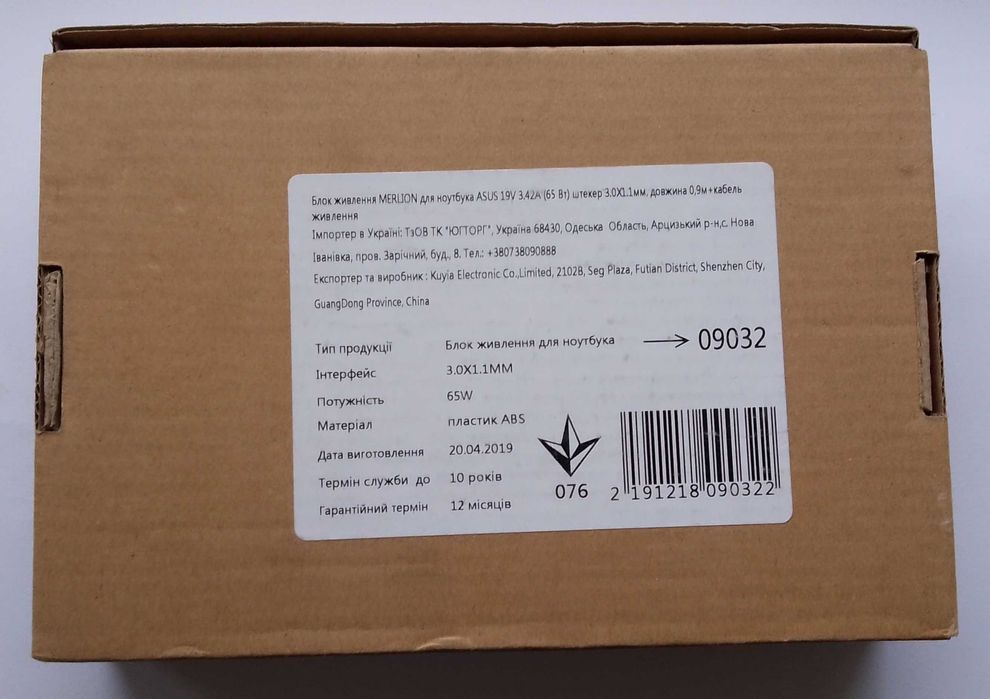 Блок живлення MERLION для ноутбука ASUS 19V 3.42A (65 Вт) штекер 3.0X1.1мм, довжина 0,9м+кабель
живлення
Імпортер в Україні: ТзОВ ТК "ЮГТОРГ", Україна 68430, Одеська Область, Арцизький р-н,с. Нова
Іванівка, пров. Зарічний, буд,. 8. Тел.: +380738090888
Експортер та виробник : Kuyia Electronic Co.,Limited, 2102B, Seg Plaza, Futian District, Shenzhen City,
GuangDong Province, China
Тип продукції Блок живлення для ноутбука → 09032
Інтерфейс 3.0X1.1ММ
Потужність 65W
Матеріал пластик ABS
Дата виготовлення 20.04.2019
Термін служби до 10 років
Гарантійний термін 12 місяців
076
2 191218 090322